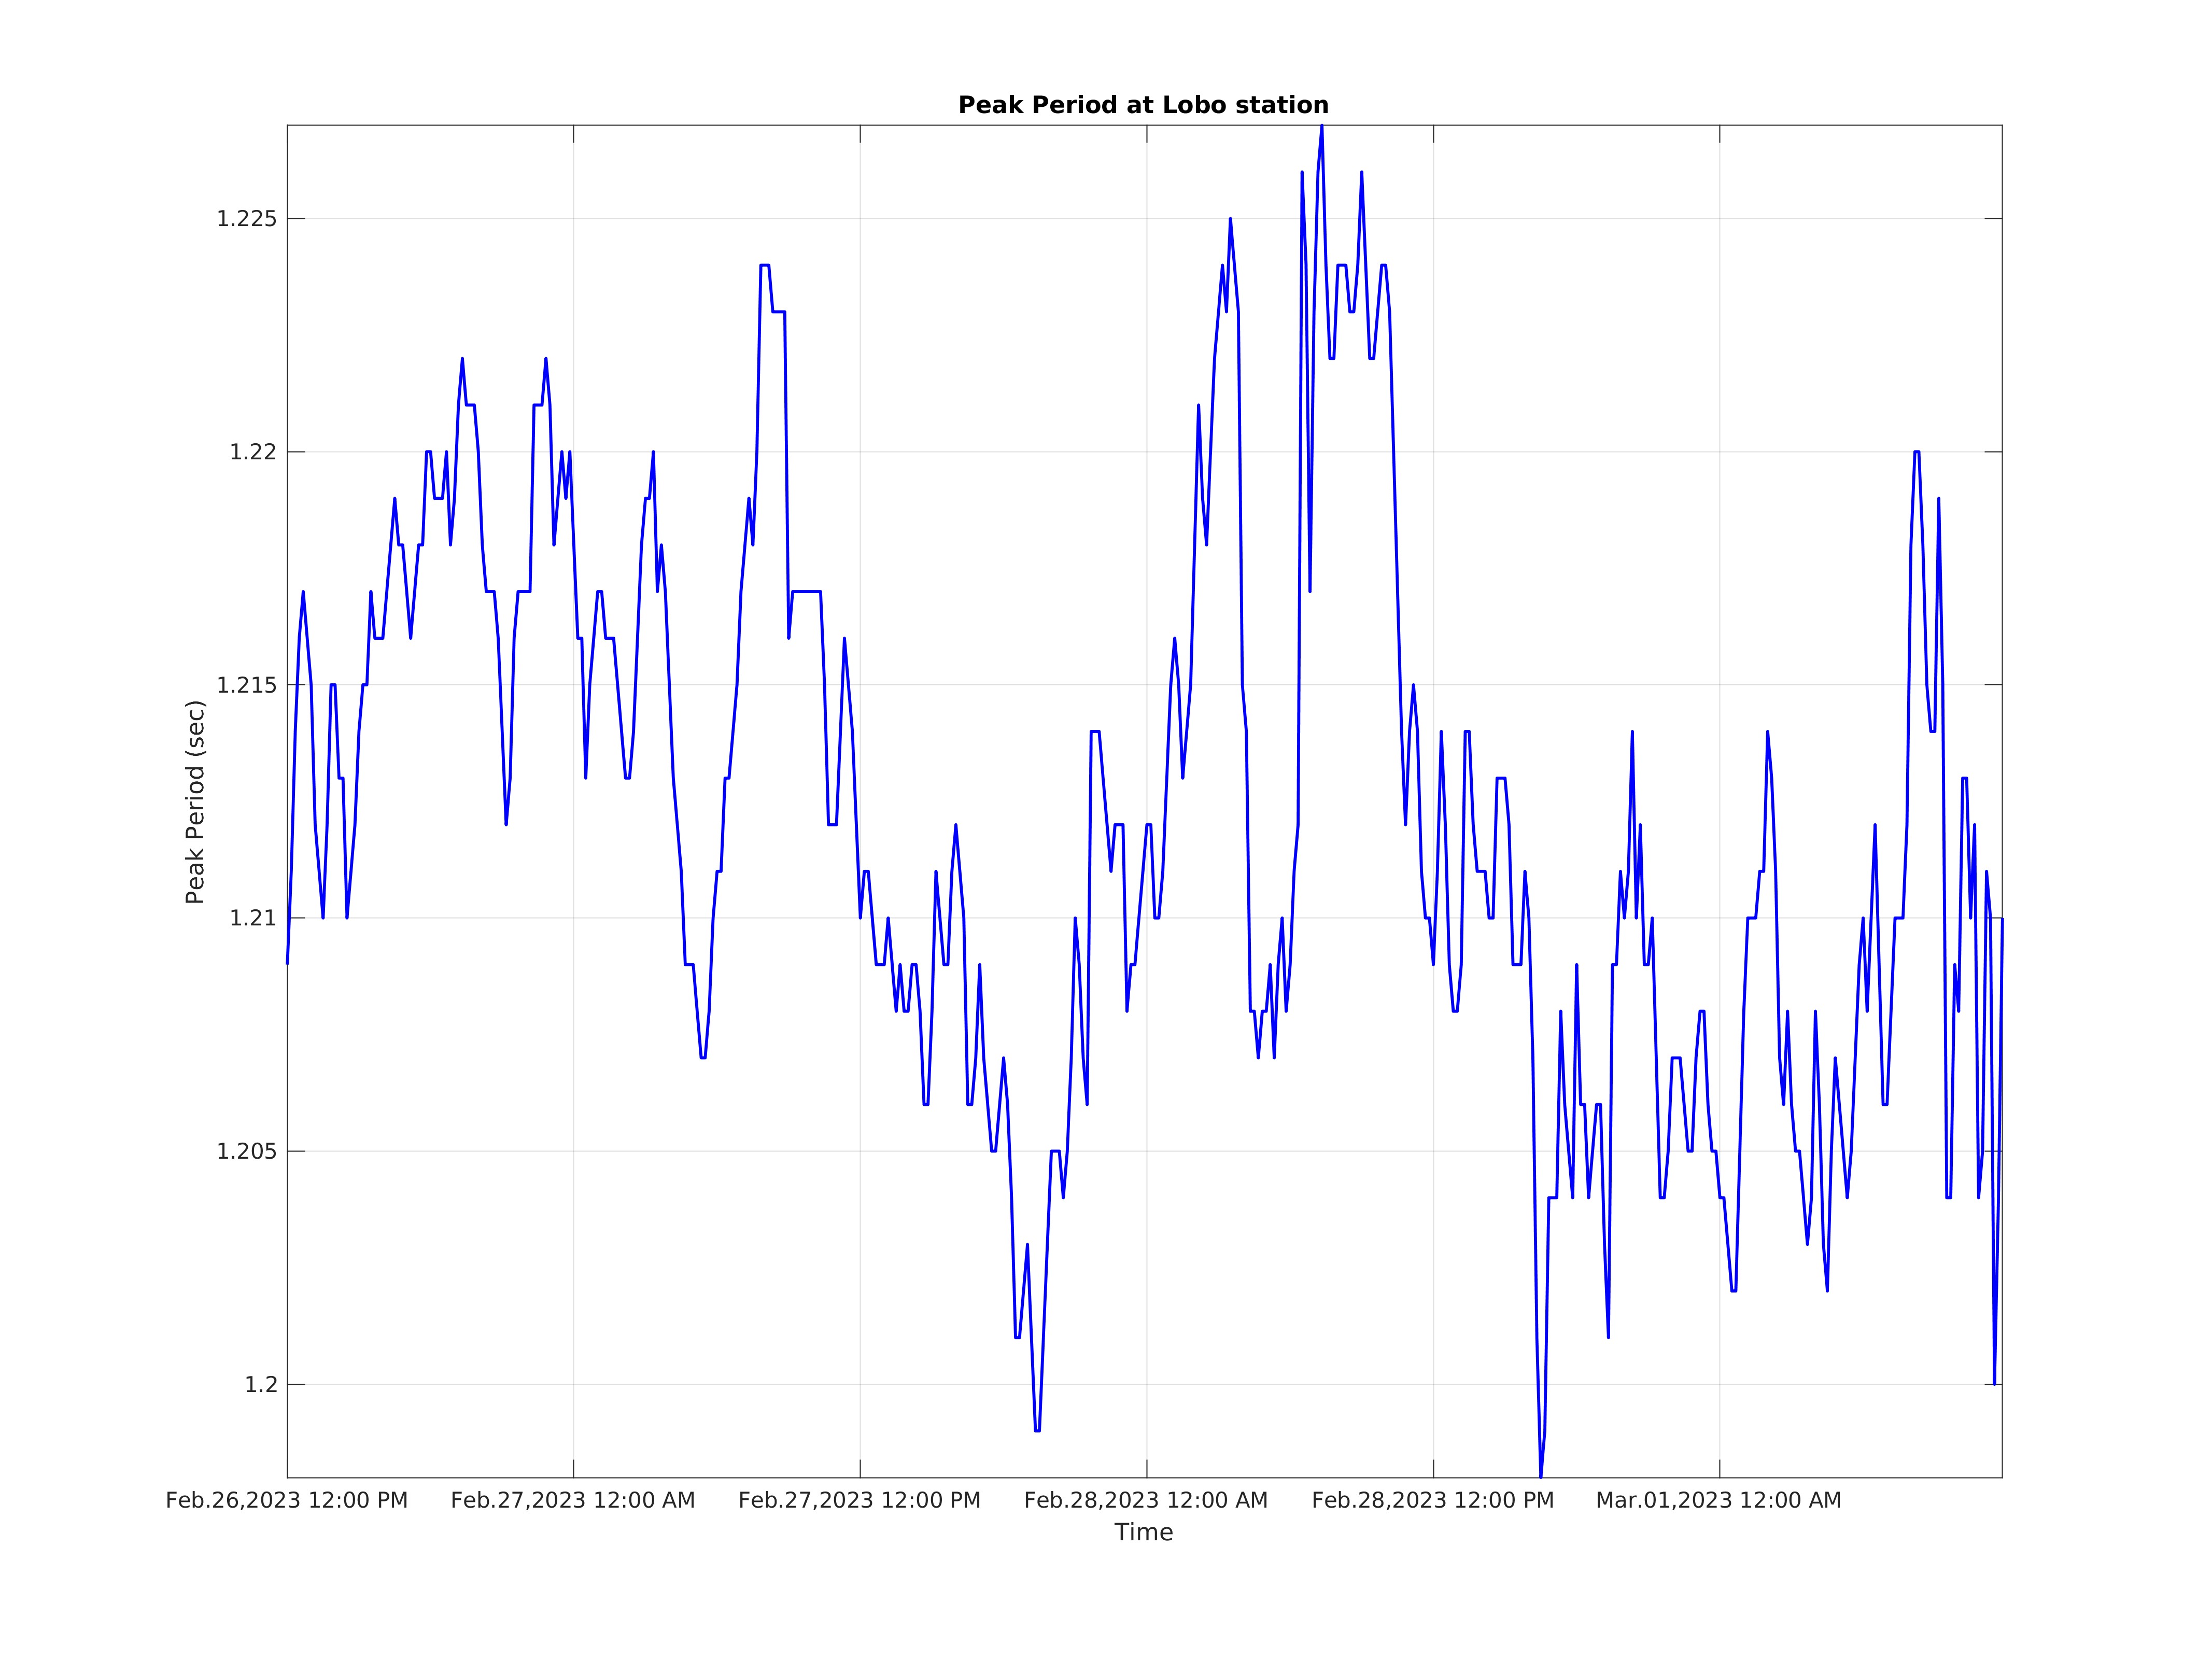 Peak Period at Lobo station
Peak Period (sec)
1.225
1.22
1.215
1.21
1.205
1.2
Feb.26,2023 12:00 PM
Feb.27,2023 12:00 AM
Feb.27,2023 12:00 PM
Feb.28,2023 12:00 AM
Feb.28,2023 12:00 PM
Mar.01,2023 12:00 AM
Time